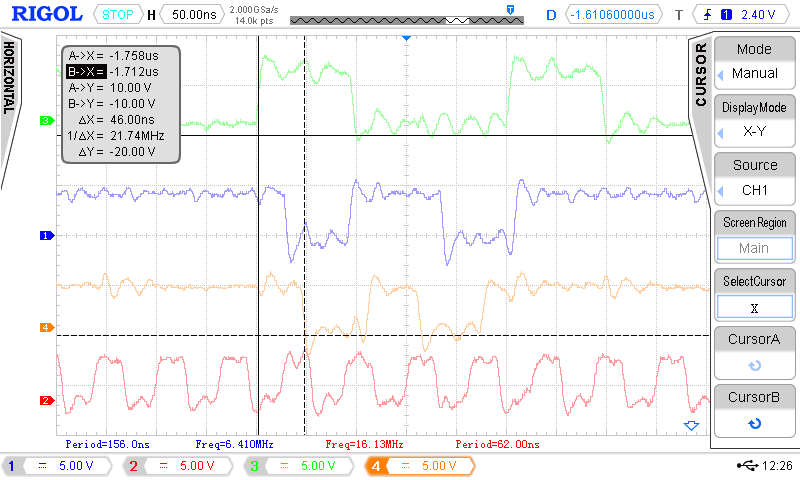 RIGOL STOP H 50.00ns 2.000GSa/s 14.0k pts D -1.61060000us T 1 2.40 V
HORIZONTAL
A->X = -1.758us
B->X = -1.712us
A->Y = 10.00 V
B->Y = -10.00 V
ΔX = 46.00ns
1/ΔX = 21.74MHz
ΔY = -20.00 V
3
1
4
2
T
Period=156.0ns Freq=6.410MHz Freq=16.13MHz Period=62.00ns
CURSOR
Mode
Manual
DisplayMode
X-Y
Source
CH1
Screen Region
Main
SelectCursor
X
CursorA
CursorB
1 5.00 V 2 5.00 V 3 5.00 V 4 5.00 V 12:26